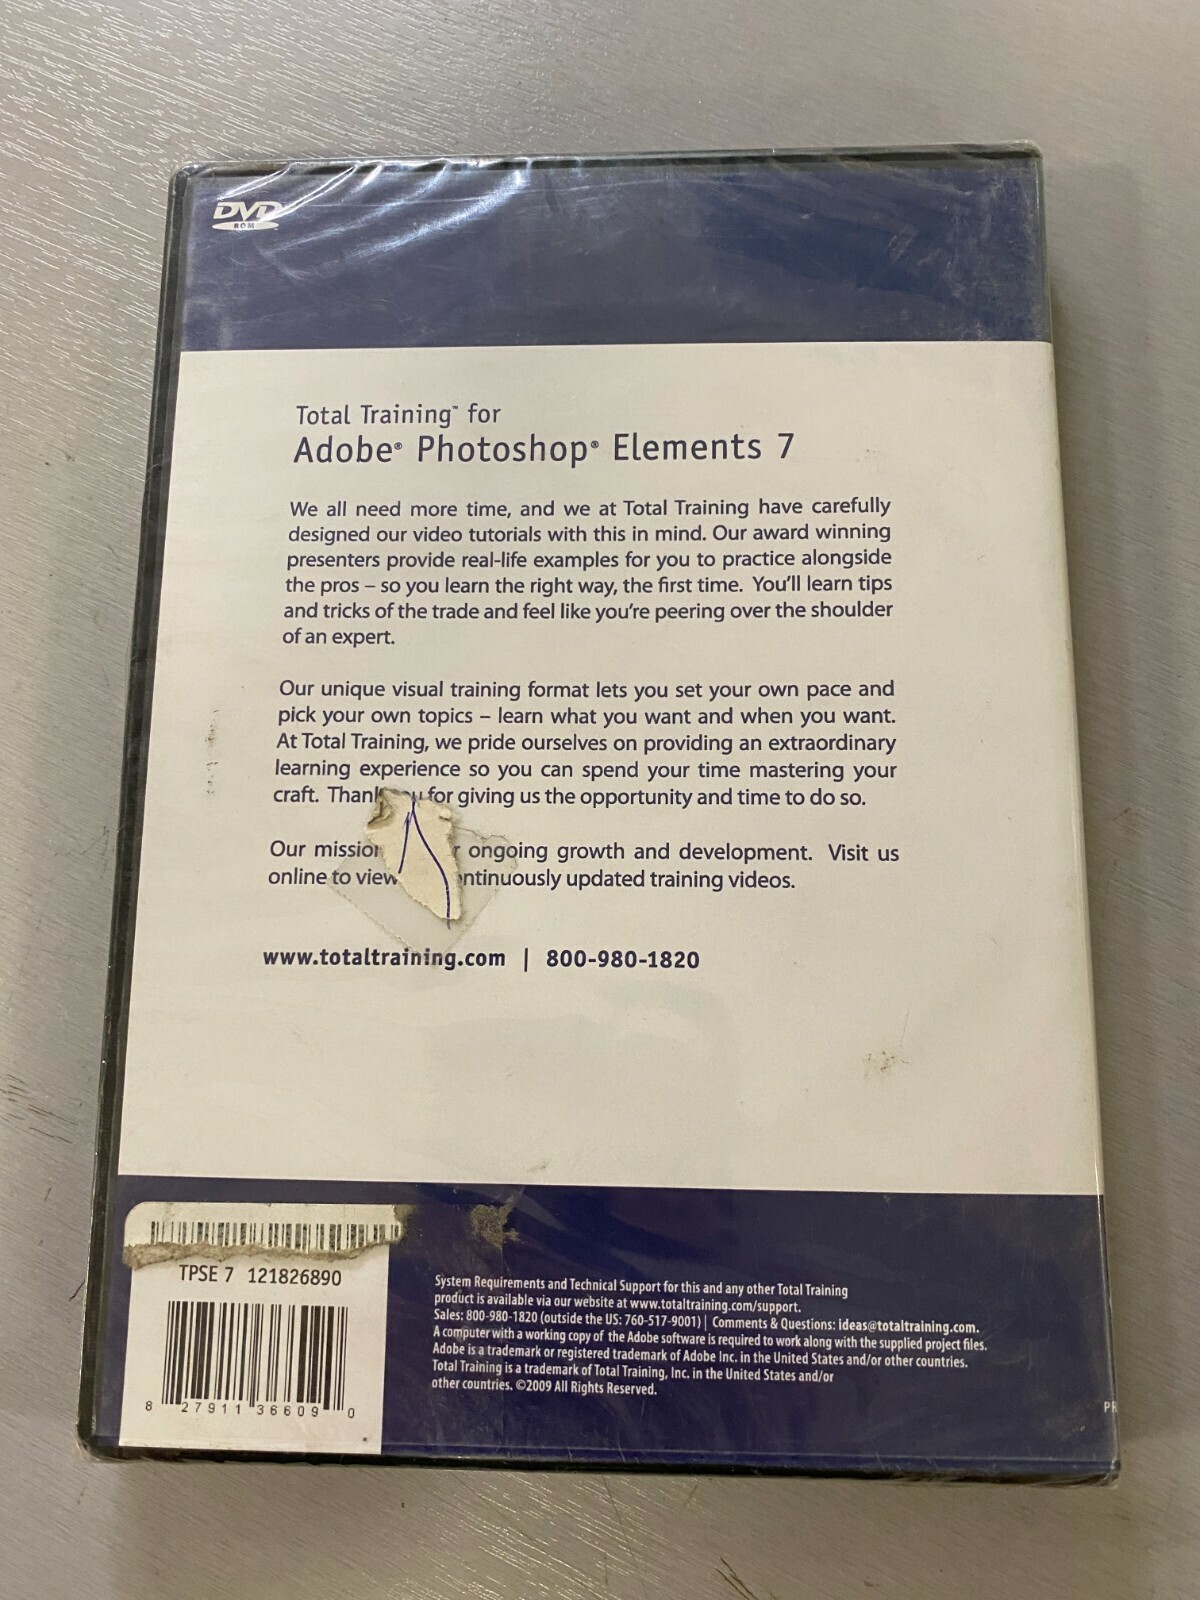 DVD
ROM
Total Training™ for
Adobe® Photoshop® Elements 7
We all need more time, and we at Total Training have carefully
designed our video tutorials with this in mind. Our award winning
presenters provide real-life examples for you to practice alongside
the pros – so you learn the right way, the first time. You'll learn tips
and tricks of the trade and feel like you're peering over the shoulder
of an expert.
Our unique visual training format lets you set your own pace and
pick your own topics – learn what you want and when you want.
At Total Training, we pride ourselves on providing an extraordinary
learning experience so you can spend your time mastering your
craft. for giving us the opportunity and time to do so.
Our ongoing growth and development. Visit us
online to view updated training videos.
www.totaltraining.com | 800-980-1820
TPSE 7 121826890
8 27911 36609 0
System Requirements and Technical Support for this and any other Total Training
product is available via our website at www.totaltraining.com/support.
Sales: 800-980-1820 (outside the US: 760-517-9001) | Comments & Questions: ideas@totaltraining.com.
A computer with a working copy of the Adobe software is required to work along with the supplied project files.
Adobe is a trademark or registered trademark of Adobe Inc. in the United States and/or other countries.
Total Training is a trademark of Total Training, Inc. in the United States and/or
other countries. ©2009 All Rights Reserved.